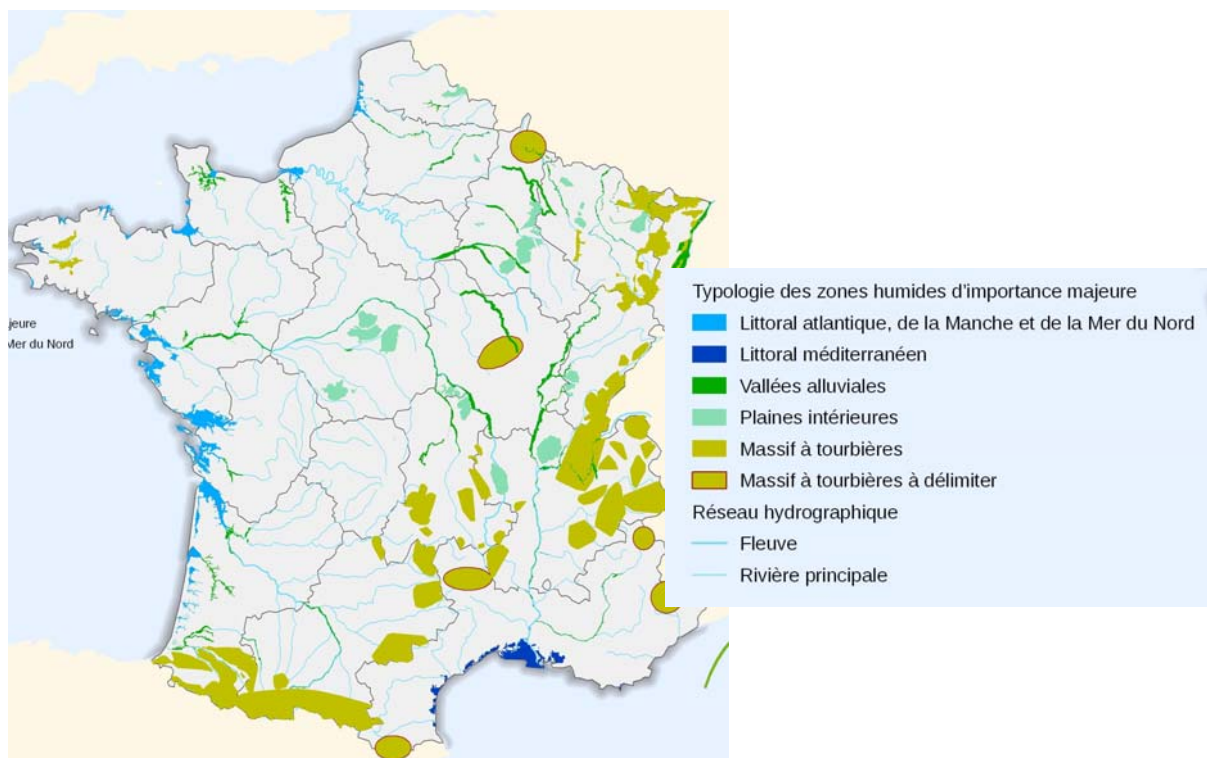 jeure
Mer du Nord
Typologie des zones humides d'importance majeure
Littoral atlantique, de la Manche et de la Mer du Nord
Littoral méditerranéen
Vallées alluviales
Plaines intérieures
Massif à tourbières
Massif à tourbières à délimiter
Réseau hydrographique
Fleuve
Rivière principale